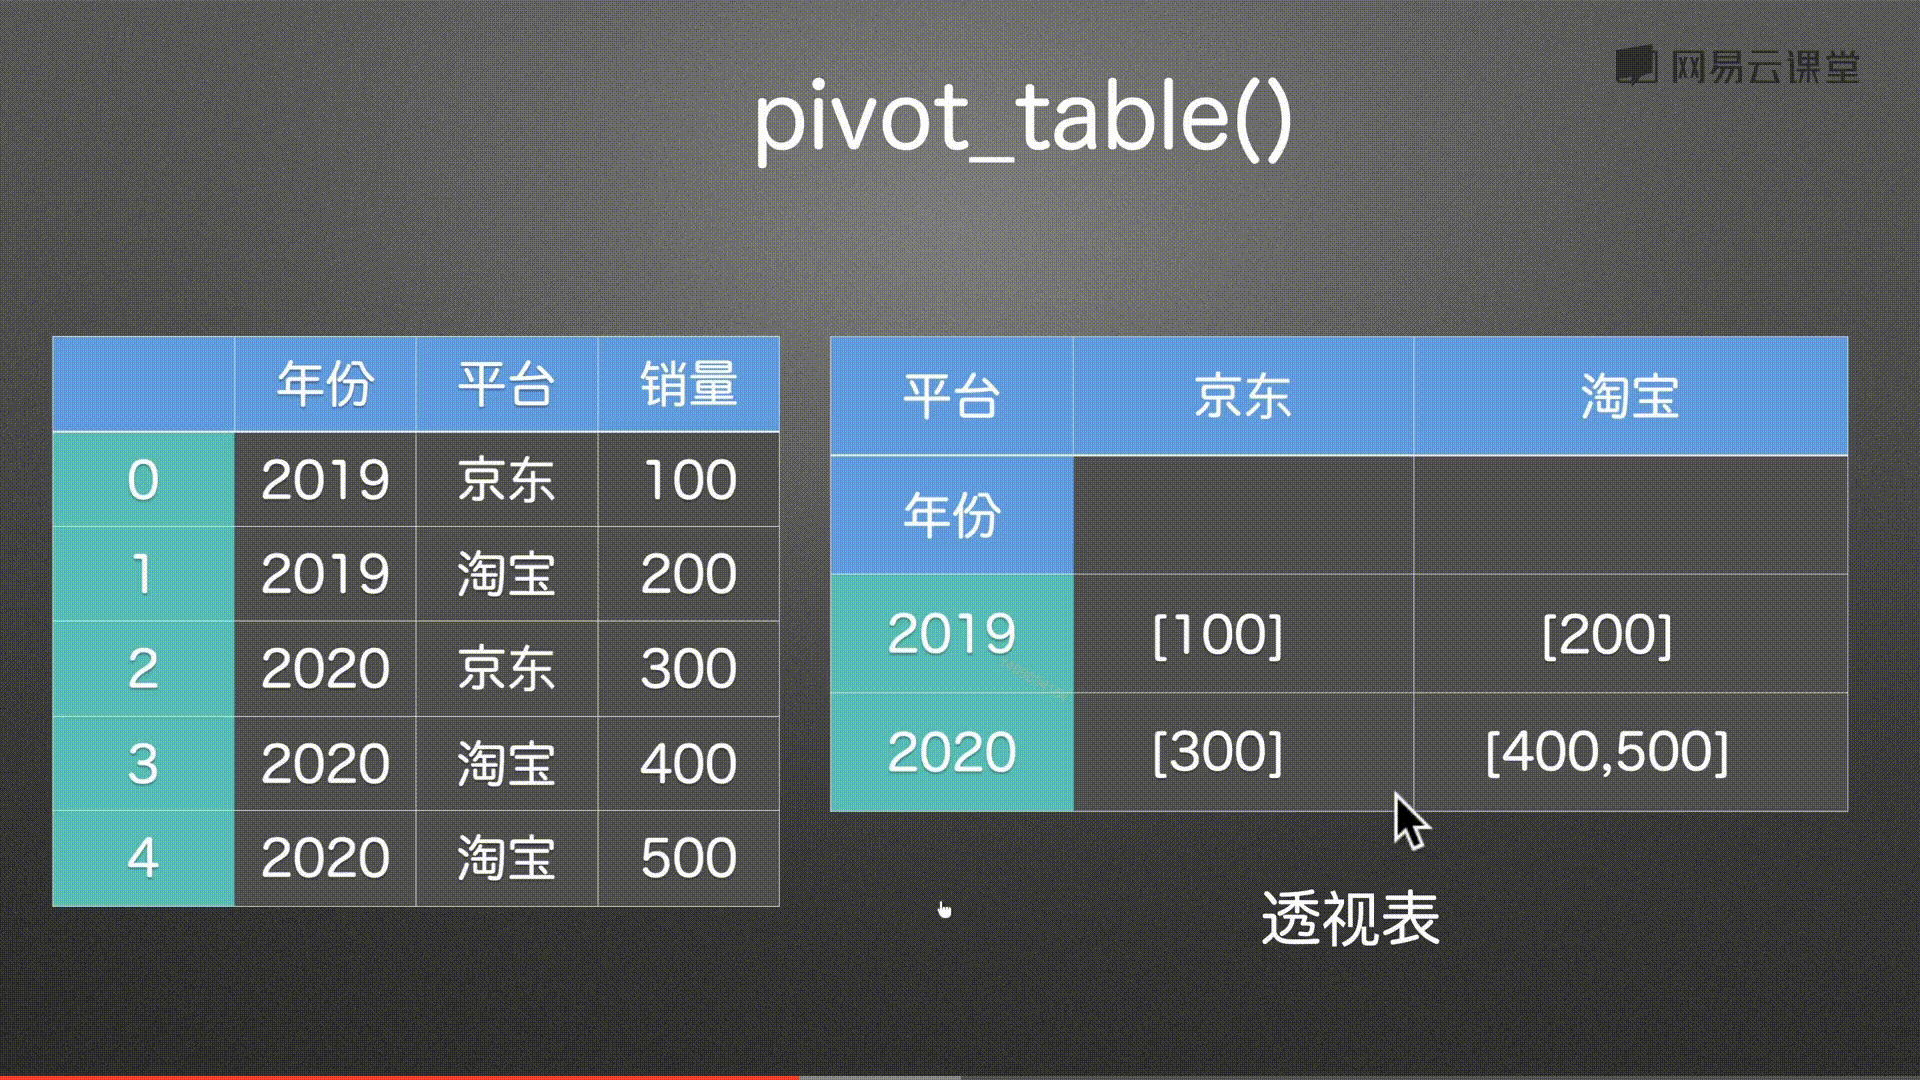 网易云课堂
pivot_table()
年份 平台 销量
0 2019 京东 100
1 2019 淘宝 200
2 2020 京东 300
3 2020 淘宝 400
4 2020 淘宝 500
平台 京东 淘宝
年份
2019 [100] [200]
2020 [300] [400,500]
透视表